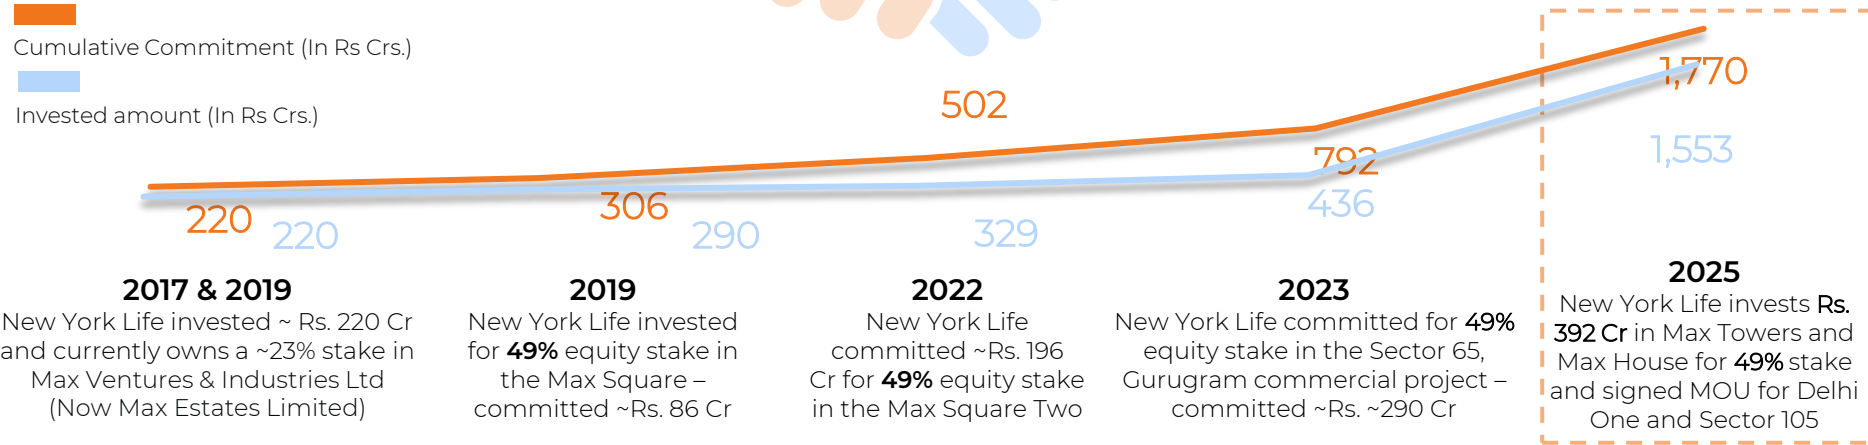 Cumulative Commitment (In Rs Crs.)
Invested amount (In Rs Crs.)
220
220
306
290
502
329
792
436
1,770
1,553
2017 & 2019
New York Life invested ~ Rs. 220 Cr
and currently owns a ~23% stake in
Max Ventures & Industries Ltd
(Now Max Estates Limited)
2019
New York Life invested
for 49% equity stake in
the Max Square –
committed ~Rs. 86 Cr
2022
New York Life
committed ~Rs. 196
Cr for 49% equity stake
in the Max Square Two
2023
New York Life committed for 49%
equity stake in the Sector 65,
Gurugram commercial project –
committed ~Rs. ~290 Cr
2025
New York Life invests Rs.
392 Cr in Max Towers and
Max House for 49% stake
and signed MOU for Delhi
One and Sector 105